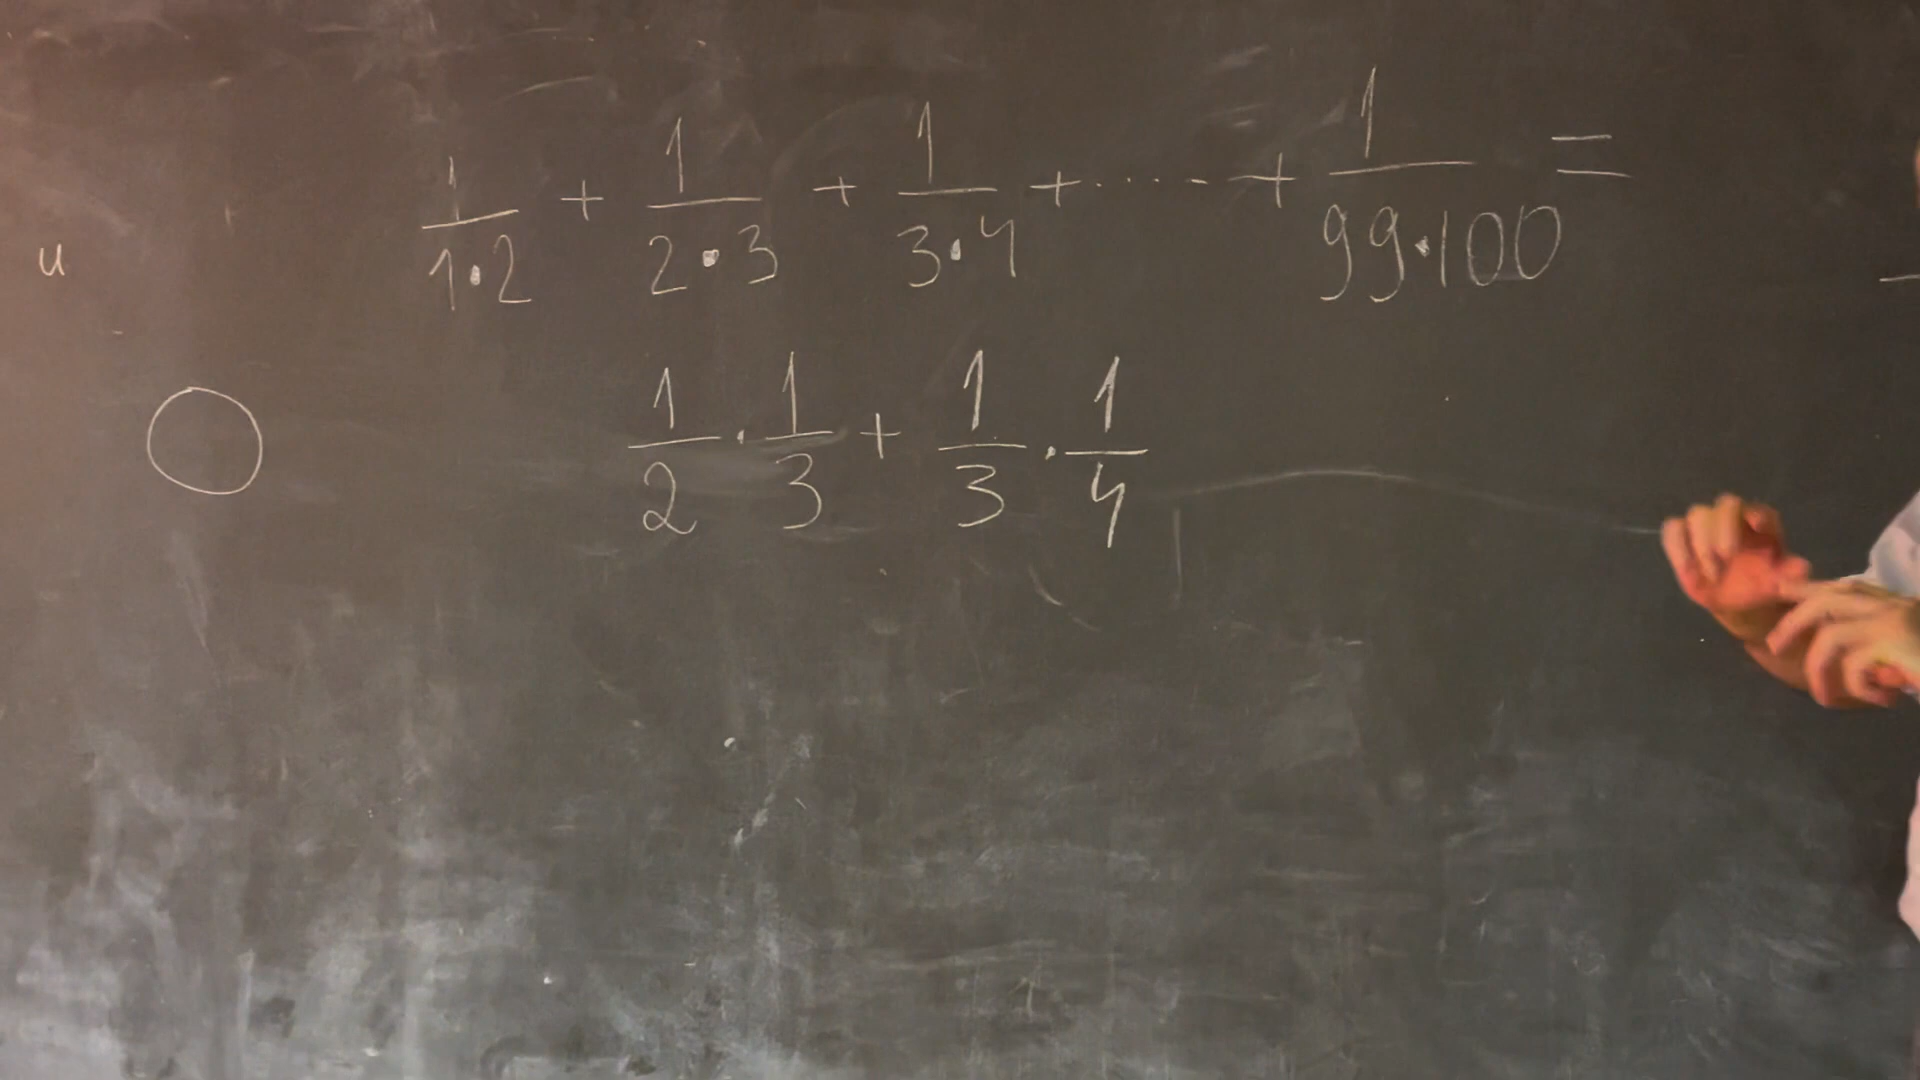 1/(1·2) + 1/(2·3) + 1/(3·4) + ····· + 1/(99·100) =
и
1/2 · 1/3 + 1/3 · 1/4